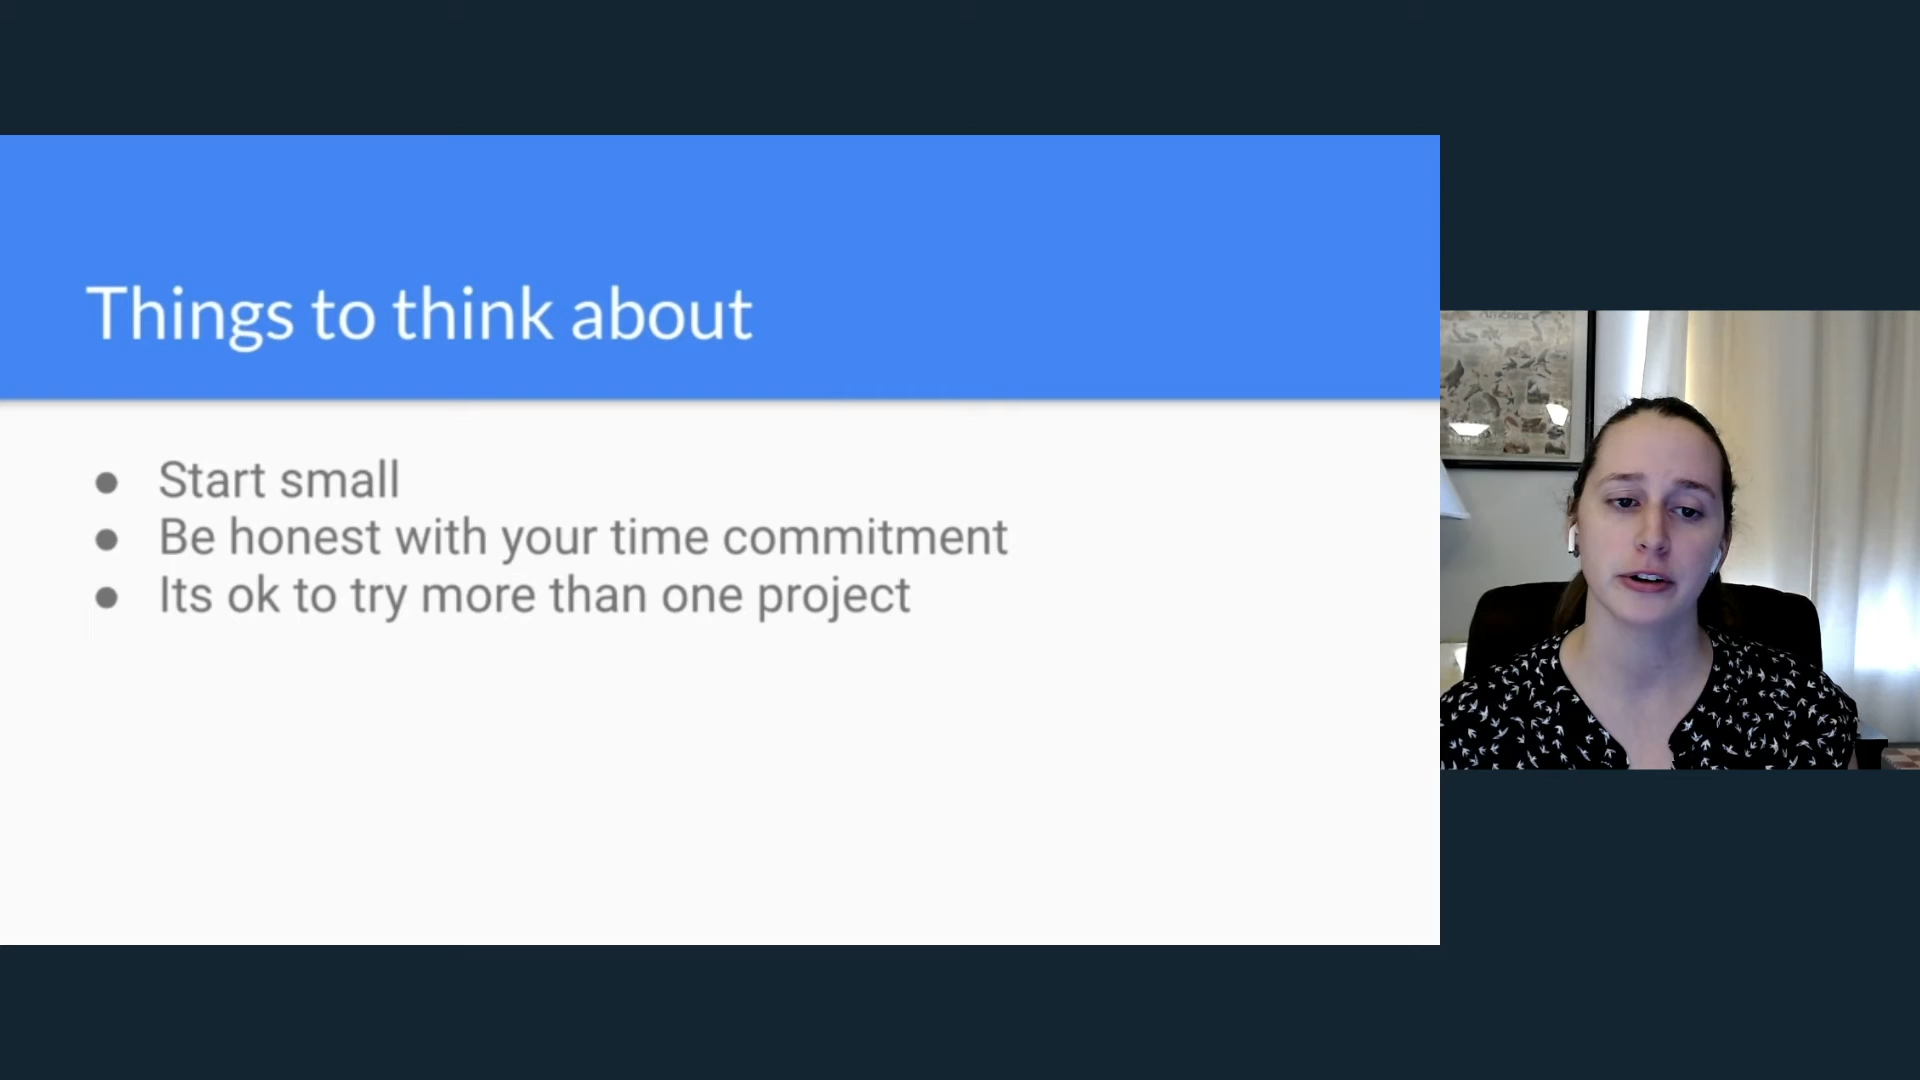 Things to think about
Start small
Be honest with your time commitment
Its ok to try more than one project